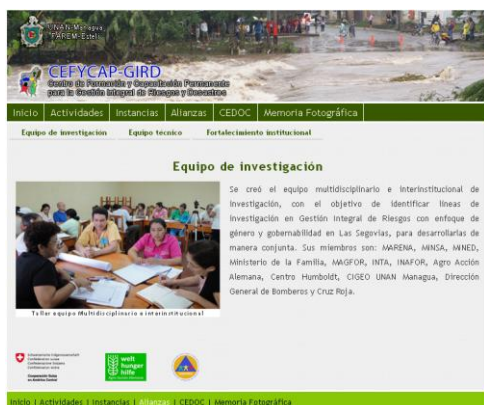 UNAN-Managua
FAREM-Estelí
CEFYCAP-GIRD
Centro de Formación y Capacitación Permanente
para la Gestión Integral de Riesgos y Desastres
Inicio Actividades Instancias Alianzas CEDOC Memoria Fotográfica
Equipo de investigación Equipo técnico Fortalecimiento institucional
Equipo de investigación
Se creó el equipo multidisciplinario e interinstitucional de
investigación, con el objetivo de identificar líneas de
investigación en Gestión Integral de Riesgos con enfoque de
género y gobernabilidad en Las Segovias, para desarrollarlas de
manera conjunta. Sus miembros son: MARENA, MINSA, MINED,
Ministerio de la Familia, MAGFOR, INTA, INAFOR, Agro Acción
Alemana, Centro Humboldt, CIGEO UNAN Managua, Dirección
General de Bomberos y Cruz Roja.
Taller equipo Multidisciplinario e interinstitucional
welt
hunger
hilfe
Inicio | Actividades | Instancias | Alianzas | CEDOC | Memoria Fotográfica